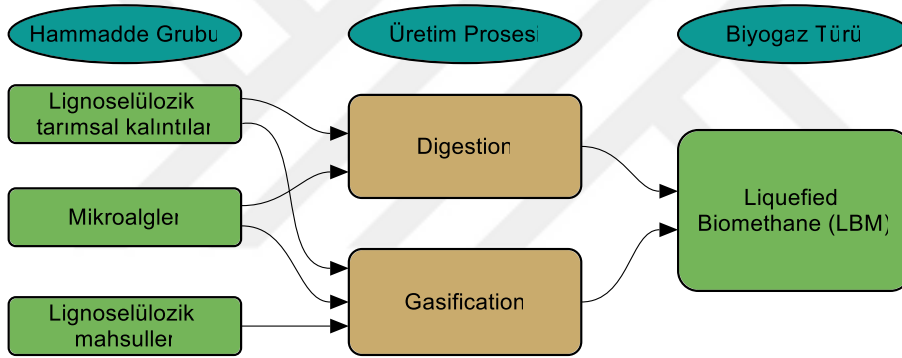 Hammadde Grubu
Üretim Prosesi
Biyogaz Türü
Lignoselülozik
tarımsal kalıntılar
Digestion
Mikroalgler
Liquefied
Biomethane (LBM)
Gasification
Lignoselülozik
mahsuller